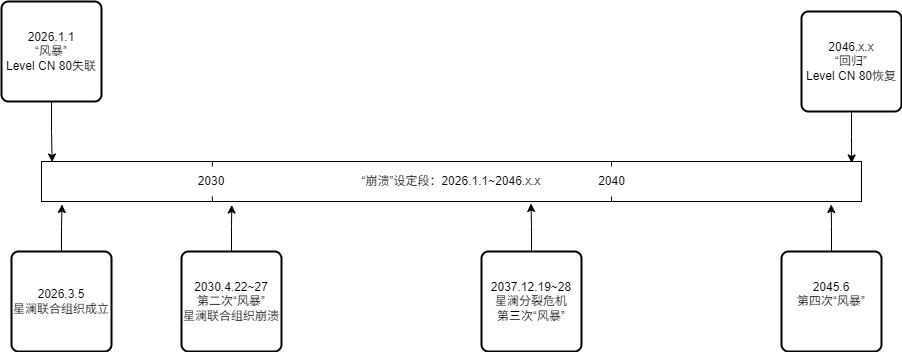 2026.1.1
“风暴”
Level CN 80失联
2046.x.x
“回归”
Level CN 80恢复
2030
“崩溃”设定段：2026.1.1~2046.x.x
2040
2026.3.5
星澜联合组织成立
2030.4.22~27
第二次“风暴”
星澜联合组织崩溃
2037.12.19~28
星澜分裂危机
第三次“风暴”
2045.6
第四次“风暴”